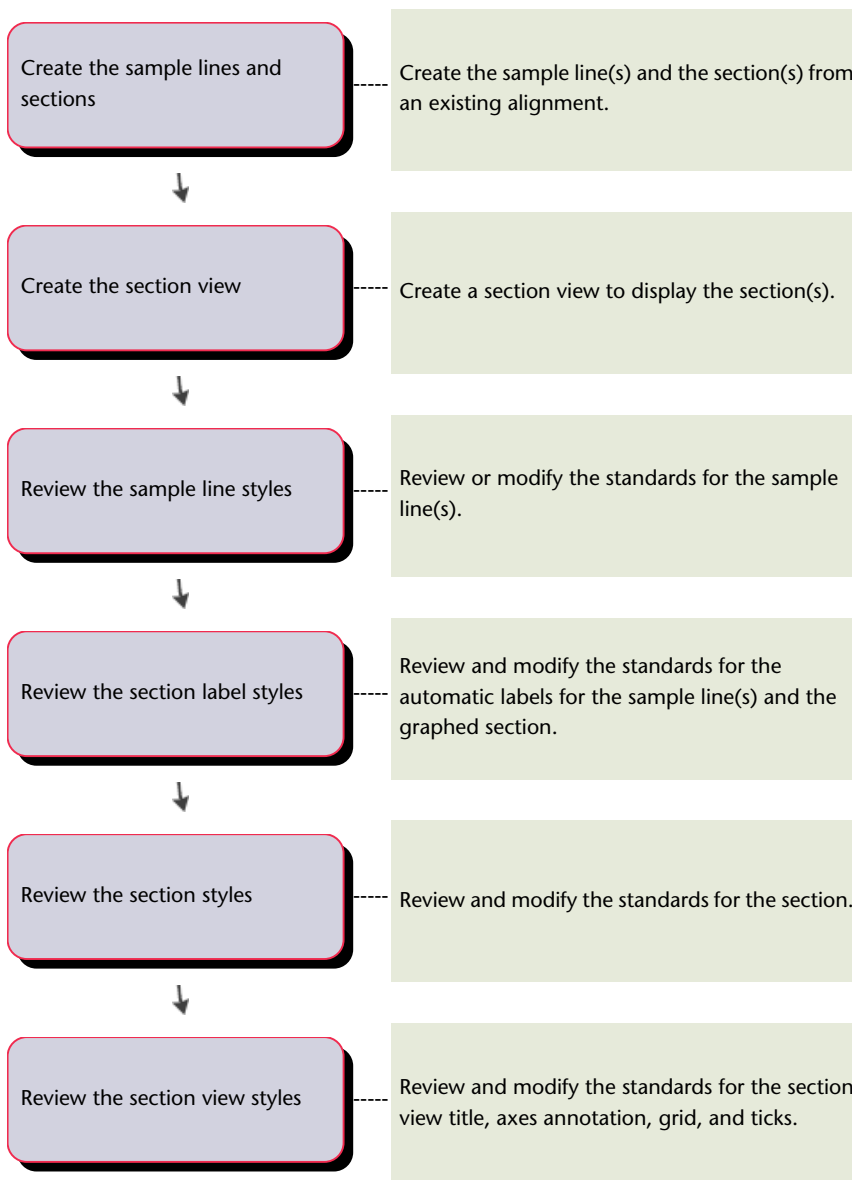 Create the sample lines and
sections
Create the sample line(s) and the section(s) from
an existing alignment.
Create the section view
Create a section view to display the section(s).
Review the sample line styles
Review or modify the standards for the sample
line(s).
Review the section label styles
Review and modify the standards for the
automatic labels for the sample line(s) and the
graphed section.
Review the section styles
Review and modify the standards for the section.
Review the section view styles
Review and modify the standards for the section
view title, axes annotation, grid, and ticks.